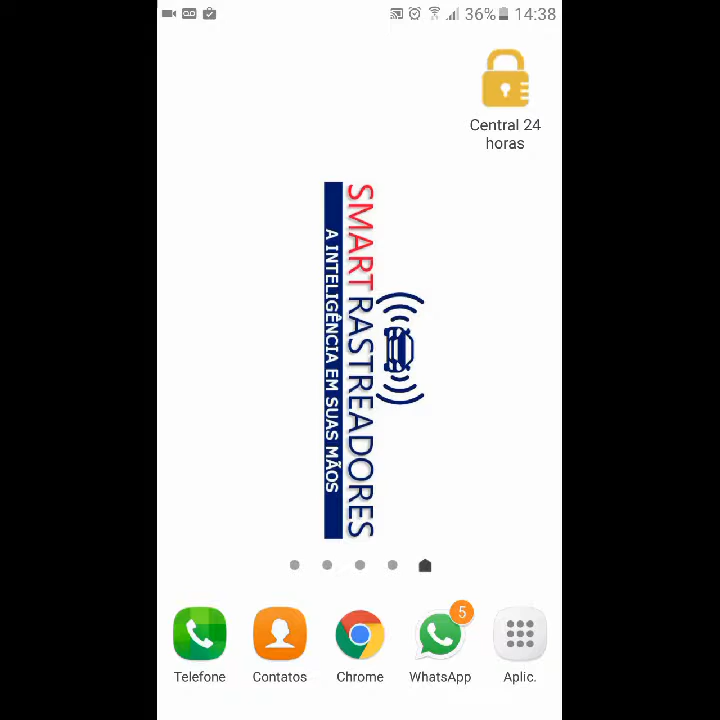 36% 14:38
Central 24
horas
SMART RASTREADORES
A INTELIGÊNCIA EM SUAS MÃOS
5
Telefone Contatos Chrome WhatsApp Aplic.